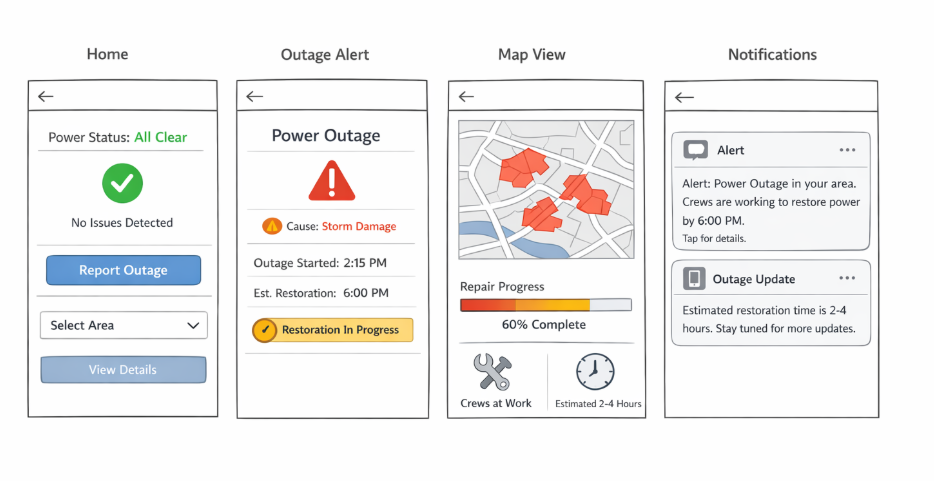 Home
Power Status: All Clear
No Issues Detected
Report Outage
Select Area
View Details
Outage Alert
Power Outage
Cause: Storm Damage
Outage Started: 2:15 PM
Est. Restoration: 6:00 PM
Restoration In Progress
Map View
Repair Progress
60% Complete
Crews at Work
Estimated 2-4 Hours
Notifications
Alert
Alert: Power Outage in your area.
Crews are working to restore power
by 6:00 PM.
Tap for details.
Outage Update
Estimated restoration time is 2-4
hours. Stay tuned for more updates.